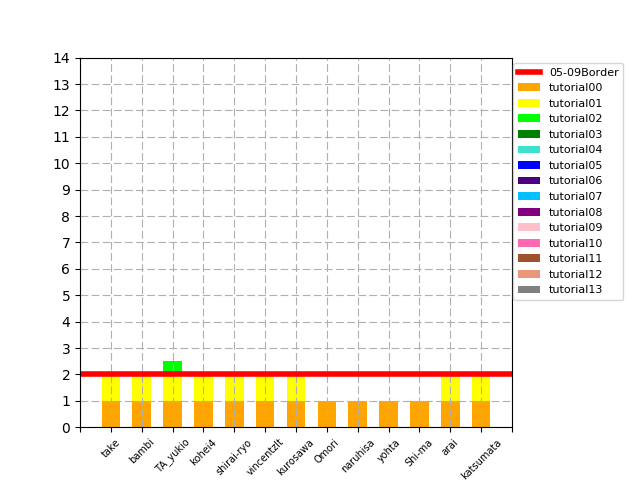 14
13
12
11
10
9
8
7
6
5
4
3
2
1
0
take
bambi
TA_yukio
kohei4
shirai-ryo
vincentzlt
kurosawa
Omori
naruhisa
yohta
Shi-ma
arai
katsumata
05-09Border
tutorial00
tutorial01
tutorial02
tutorial03
tutorial04
tutorial05
tutorial06
tutorial07
tutorial08
tutorial09
tutorial10
tutorial11
tutorial12
tutorial13